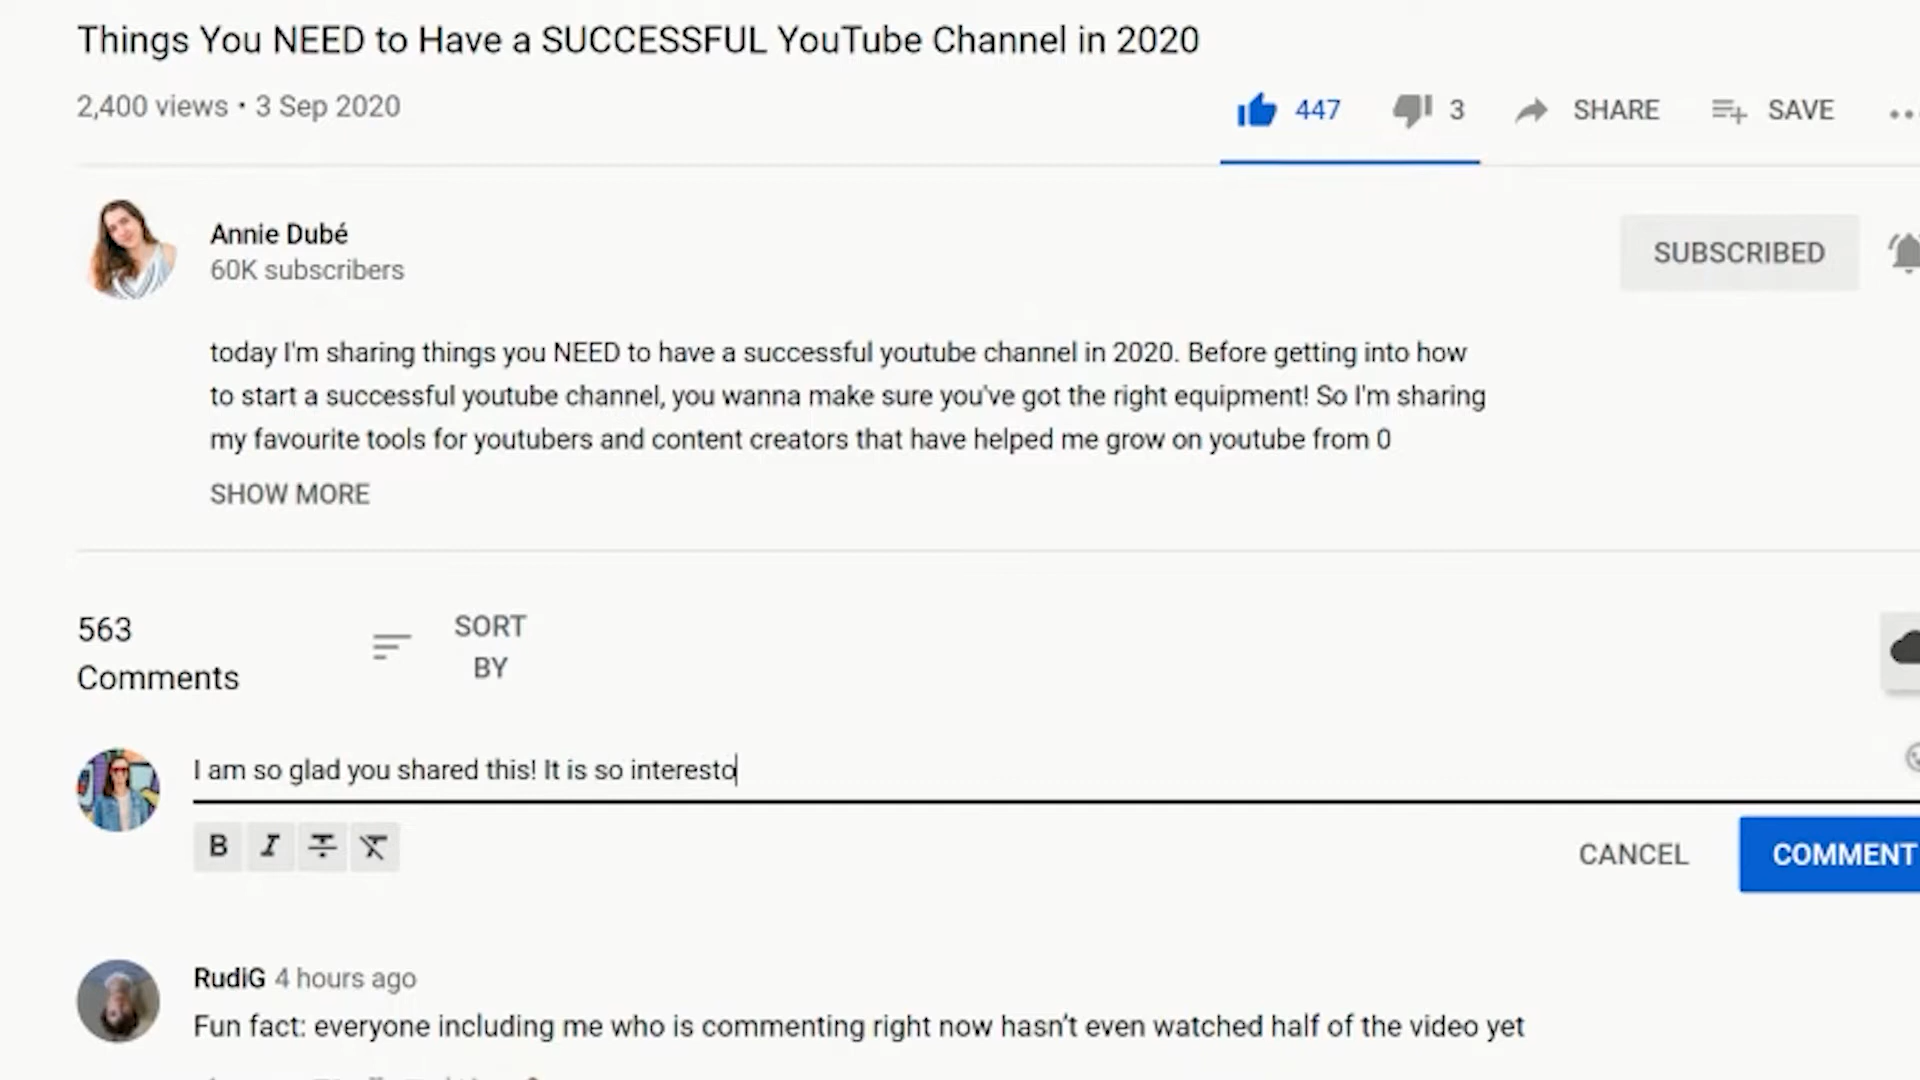 Things You NEED to Have a SUCCESSFUL YouTube Channel in 2020
2,400 views • 3 Sep 2020
447
3
SHARE
SAVE
Annie Dubé
60K subscribers
SUBSCRIBED
today I'm sharing things you NEED to have a successful youtube channel in 2020. Before getting into how
to start a successful youtube channel, you wanna make sure you've got the right equipment! So I'm sharing
my favourite tools for youtubers and content creators that have helped me grow on youtube from 0
SHOW MORE
563
Comments
SORT
BY
I am so glad you shared this! It is so interesto
B I
CANCEL
COMMENT
RudiG 4 hours ago
Fun fact: everyone including me who is commenting right now hasn't even watched half of the video yet